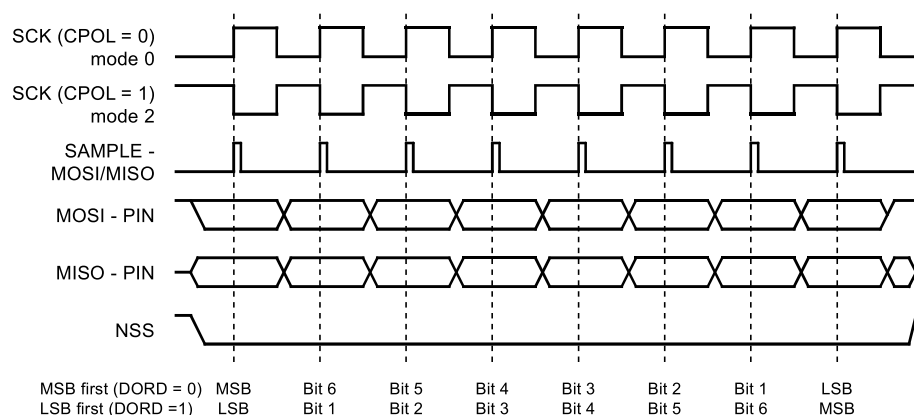 SCK (CPOL = 0)
mode 0
SCK (CPOL = 1)
mode 2
SAMPLE -
MOSI/MISO
MOSI - PIN
MISO - PIN
NSS
MSB first (DORD = 0) MSB Bit 6 Bit 5 Bit 4 Bit 3 Bit 2 Bit 1 LSB
LSB first (DORD =1) LSB Bit 1 Bit 2 Bit 3 Bit 4 Bit 5 Bit 6 MSB